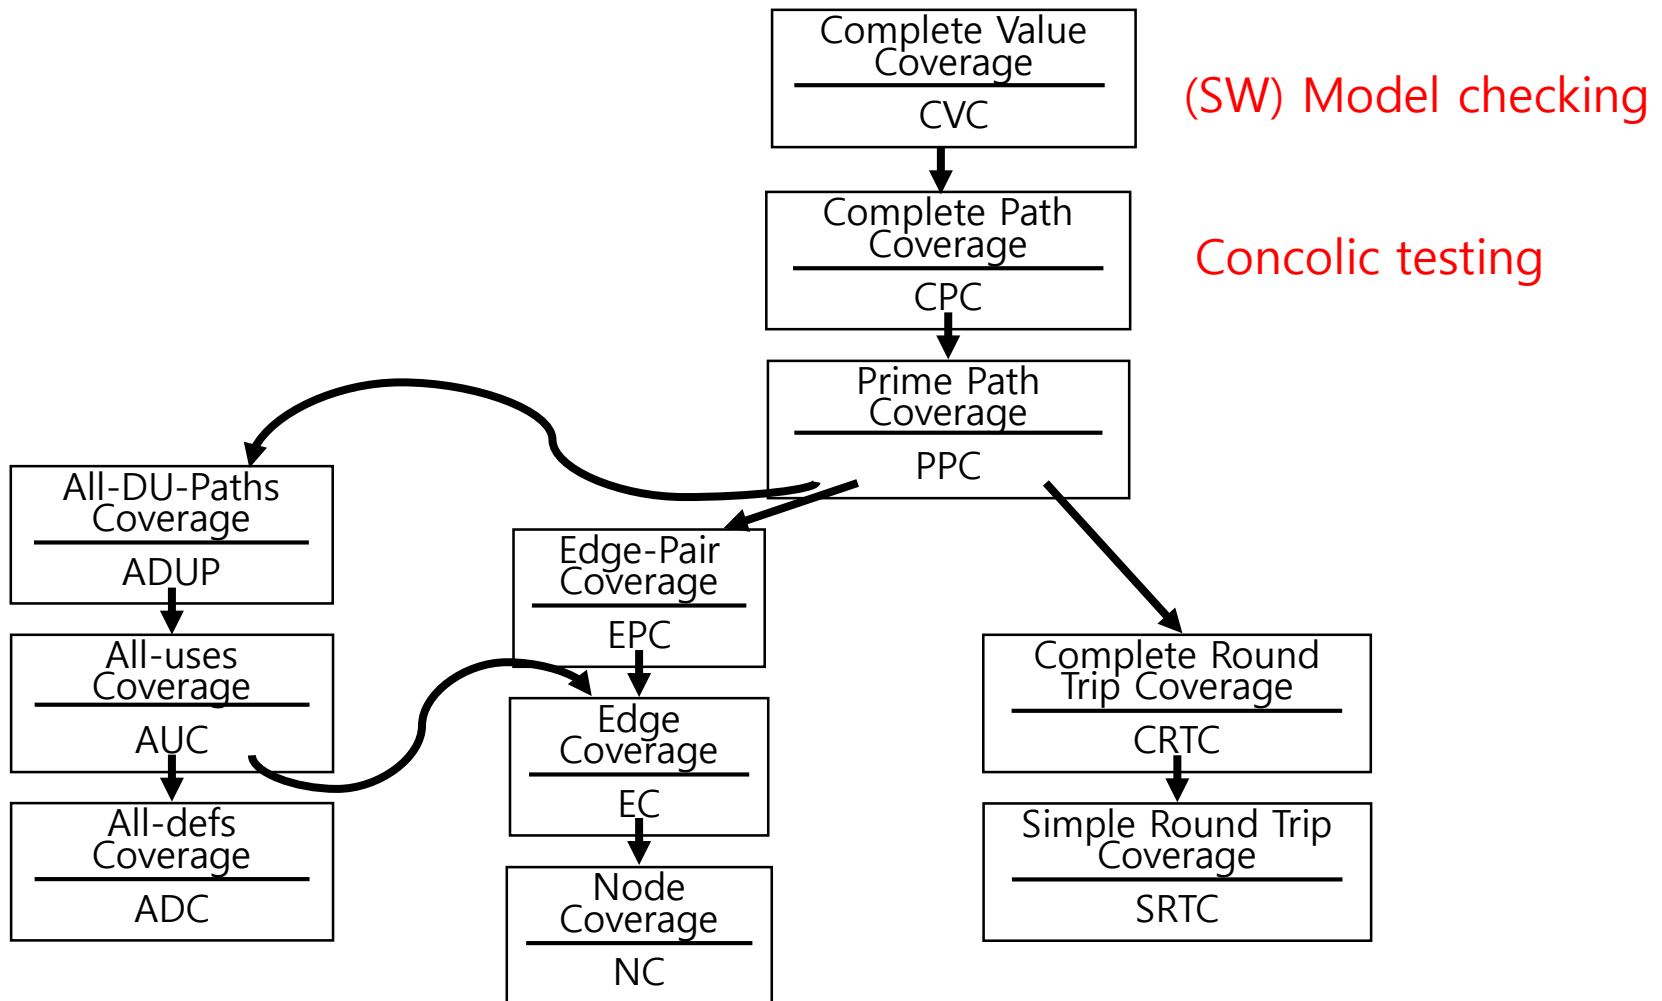 Complete Value
Coverage
CVC
(SW) Model checking
Complete Path
Coverage
CPC
Concolic testing
Prime Path
Coverage
PPC
All-DU-Paths
Coverage
ADUP
Edge-Pair
Coverage
EPC
All-uses
Coverage
AUC
Complete Round
Trip Coverage
CRTC
Edge
Coverage
EC
All-defs
Coverage
ADC
Simple Round Trip
Coverage
SRTC
Node
Coverage
NC